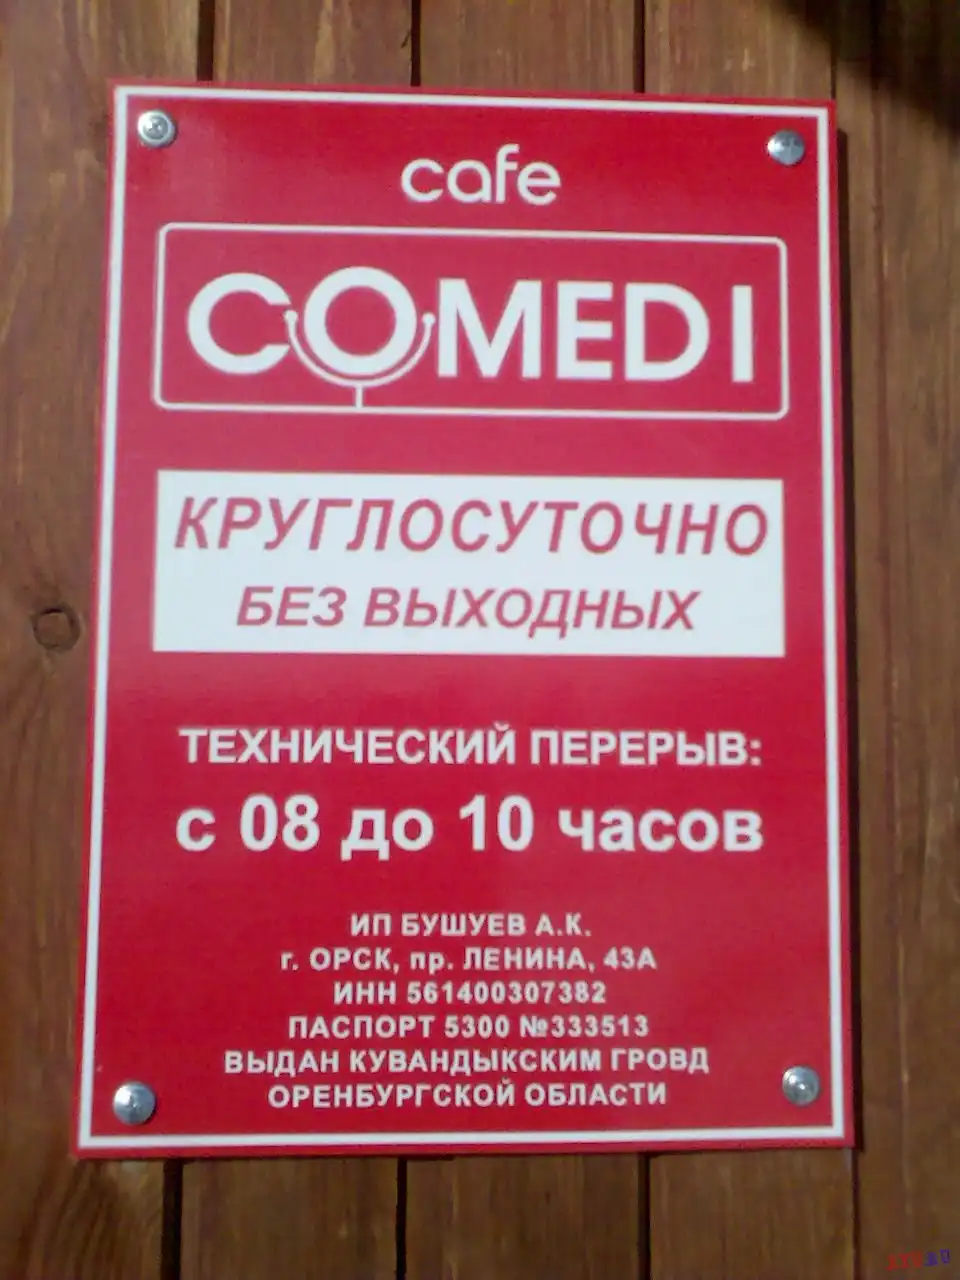 cafe
COMEDI
КРУГЛОСУТОЧНО
БЕЗ ВЫХОДНЫХ
ТЕХНИЧЕСКИЙ ПЕРЕРЫВ:
с 08 до 10 часов
ИП БУШУЕВ А.К.
г. ОРСК, пр. ЛЕНИНА, 43А
ИНН 561400307382
ПАСПОРТ 5300 №333513
ВЫДАН КУВАНДЫКСКИМ ГРОВД
ОРЕНБУРГСКОЙ ОБЛАСТИ